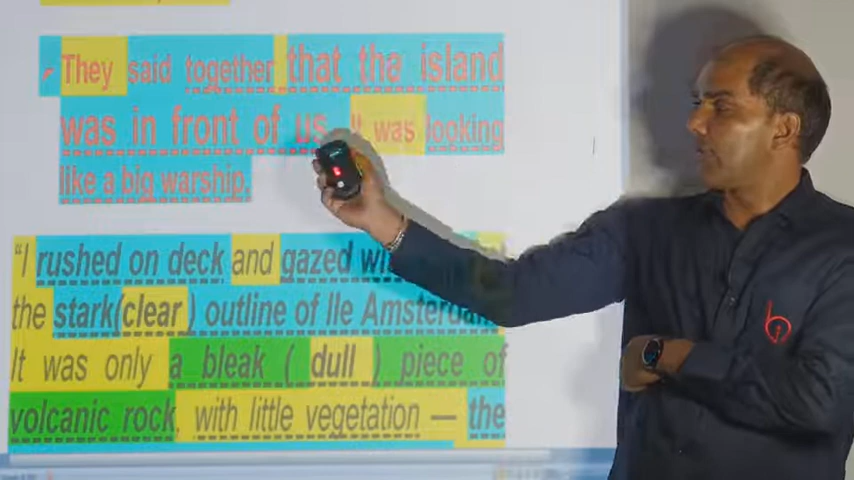 They said together that tha island
was in front of us. It was looking
like a big warship.
"I rushed on deck and gazed
the stark(clear) outline of Ile Amsterdam.
It was only a bleak ( dull ) piece of
volcanic rock, with little vegetation — the
b